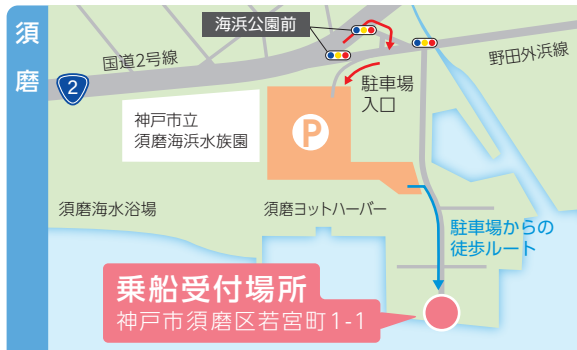 須磨
海浜公園前
国道2号線
野田外浜線
2
駐車場
入口
神戸市立
須磨海浜水族園
P
須磨海水浴場
須磨ヨットハーバー
駐車場からの
徒歩ルート
乗船受付場所
神戸市須磨区若宮町1-1